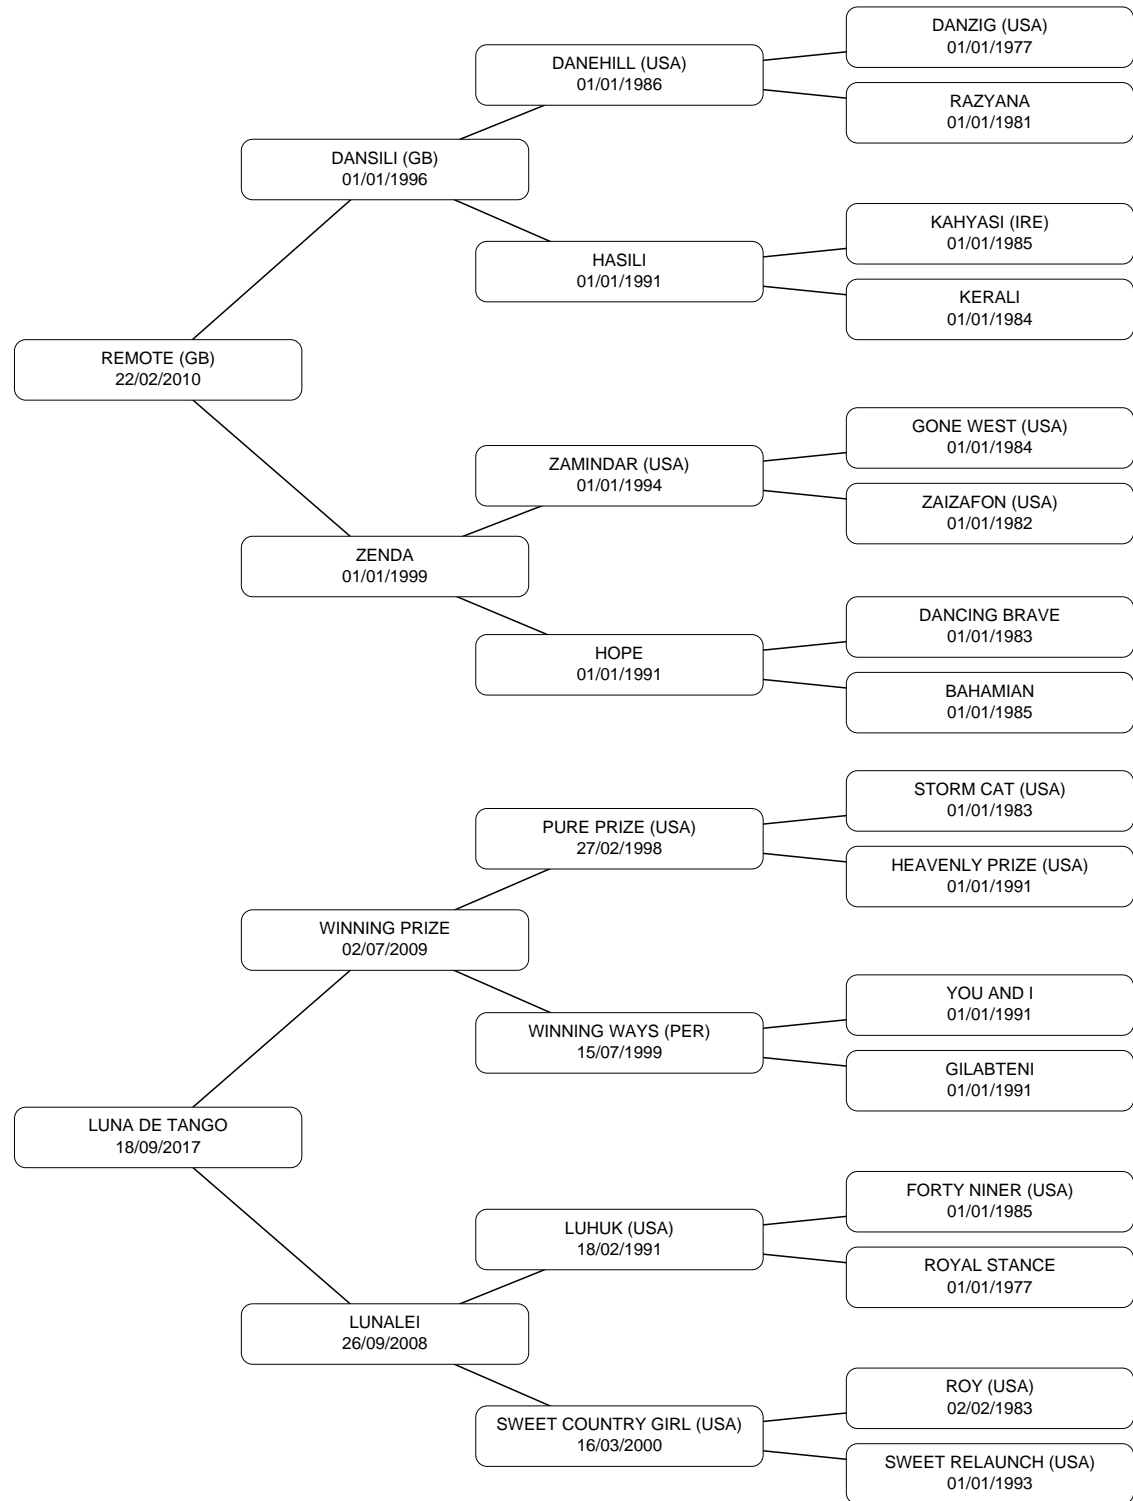 DANZIG (USA)
01/01/1977
DANEHILL (USA)
01/01/1986
RAZYANA
01/01/1981
DANSILI (GB)
01/01/1996
KAHYASI (IRE)
01/01/1985
HASILI
01/01/1991
KERALI
01/01/1984
REMOTE (GB)
22/02/2010
GONE WEST (USA)
01/01/1984
ZAMINDAR (USA)
01/01/1994
ZAIZAFON (USA)
01/01/1982
ZENDA
01/01/1999
DANCING BRAVE
01/01/1983
HOPE
01/01/1991
BAHAMIAN
01/01/1985
STORM CAT (USA)
01/01/1983
PURE PRIZE (USA)
27/02/1998
HEAVENLY PRIZE (USA)
01/01/1991
WINNING PRIZE
02/07/2009
YOU AND I
01/01/1991
WINNING WAYS (PER)
15/07/1999
GILABTENI
01/01/1991
LUNA DE TANGO
18/09/2017
FORTY NINER (USA)
01/01/1985
LUHUK (USA)
18/02/1991
ROYAL STANCE
01/01/1977
LUNALEI
26/09/2008
ROY (USA)
02/02/1983
SWEET COUNTRY GIRL (USA)
16/03/2000
SWEET RELAUNCH (USA)
01/01/1993